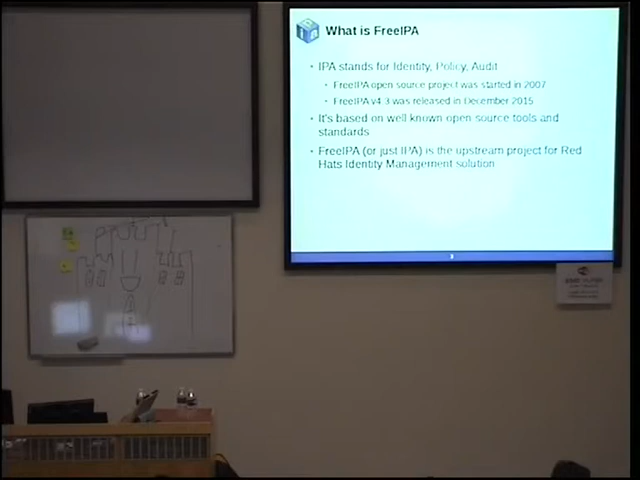 What is FreeIPA
IPA stands for Identity, Policy, Audit
FreeIPA open source project was started in 2007
FreeIPA v4.3 was released in December 2015
It's based on well known open source tools and
standards
FreeIPA (or just IPA) is the upstream project for Red
Hats Identity Management solution